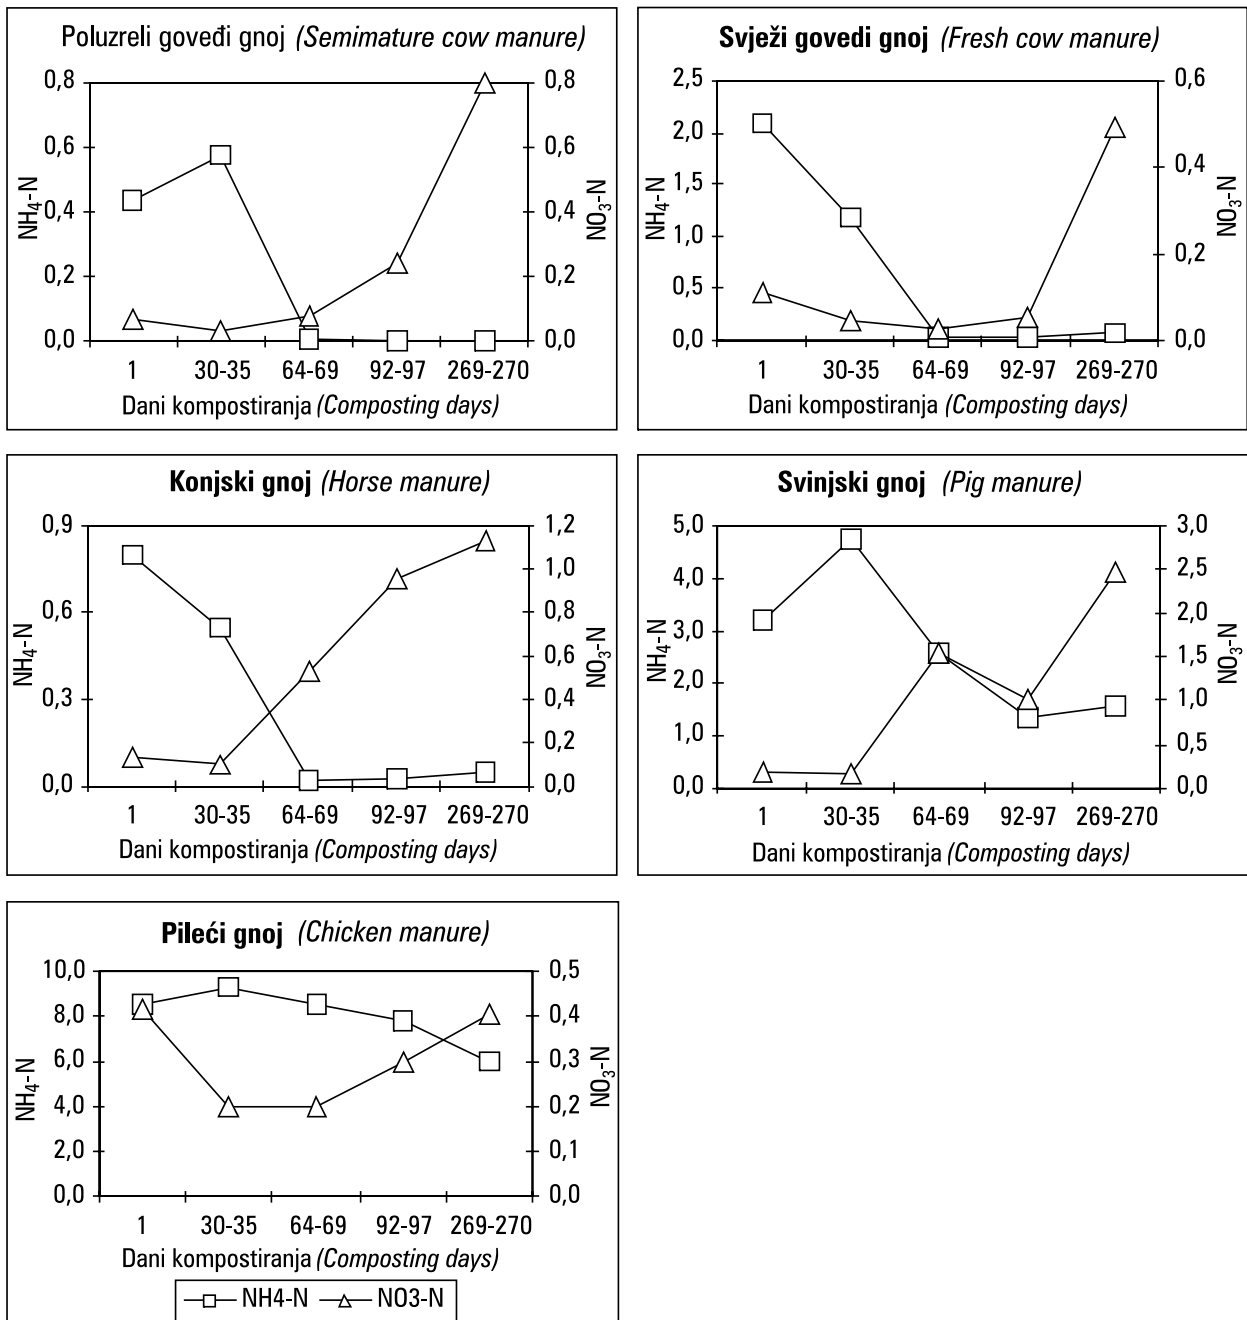 Poluzreli goveđi gnoj (Semimature cow manure)
0,8
0,6
0,4
0,2
0,0
NH₄-N
0,8
0,6
0,4
0,2
0,0
NO₃-N
1 30-35 64-69 92-97 269-270
Dani kompostiranja (Composting days)
Svježi govedi gnoj (Fresh cow manure)
2,5
2,0
1,5
1,0
0,5
0,0
NH₄-N
0,6
0,4
0,2
0,0
NO₃-N
1 30-35 64-69 92-97 269-270
Dani kompostiranja (Composting days)
Konjski gnoj (Horse manure)
0,9
0,6
0,3
0,0
NH₄-N
1,2
1,0
0,8
0,6
0,4
0,2
0,0
NO₃-N
1 30-35 64-69 92-97 269-270
Dani kompostiranja (Composting days)
Svinjski gnoj (Pig manure)
5,0
4,0
3,0
2,0
1,0
0,0
NH₄-N
3,0
2,5
2,0
1,5
1,0
0,5
0,0
NO₃-N
1 30-35 64-69 92-97 269-270
Dani kompostiranja (Composting days)
Pileći gnoj (Chicken manure)
10,0
8,0
6,0
4,0
2,0
0,0
NH₄-N
0,5
0,4
0,3
0,2
0,1
0,0
NO₃-N
1 30-35 64-69 92-97 269-270
Dani kompostiranja (Composting days)
NH4-N NO3-N